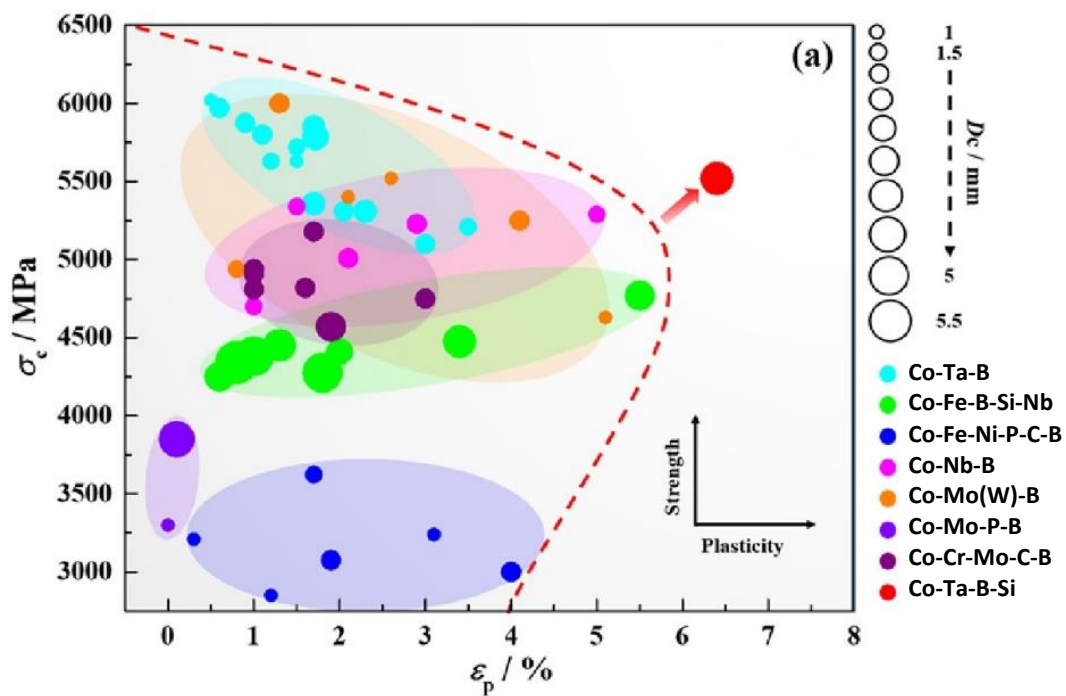 (a)
6500
6000
5500
5000
4500
4000
3500
3000
σc / MPa
0 1 2 3 4 5 6 7 8
εp / %
Strength
Plasticity
1
1.5
Dc / mm
5
5.5
Co-Ta-B
Co-Fe-B-Si-Nb
Co-Fe-Ni-P-C-B
Co-Nb-B
Co-Mo(W)-B
Co-Mo-P-B
Co-Cr-Mo-C-B
Co-Ta-B-Si